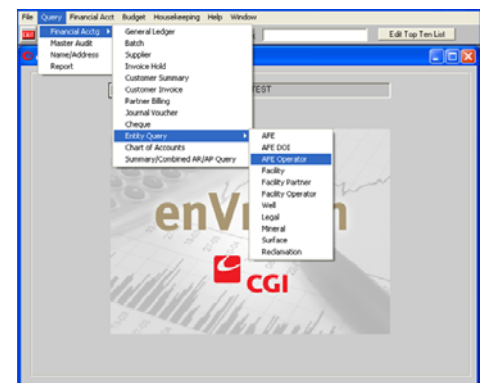 File Query Financial Acct Budget Housekeeping Help Window
EXIT
Edit Top Ten List
Financial Acctg
Master Audit
Name/Address
Report
General Ledger
Batch
Supplier
Invoice Hold
Customer Summary
Customer Invoice
Partner Billing
Journal Voucher
Cheque
Entity Query
Chart of Accounts
Summary/Combined AR/AP Query
TEST
AFE
AFE DOI
AFE Operator
Facility
Facility Partner
Facility Operator
Well
Legal
Mineral
Surface
Reclamation
CGI